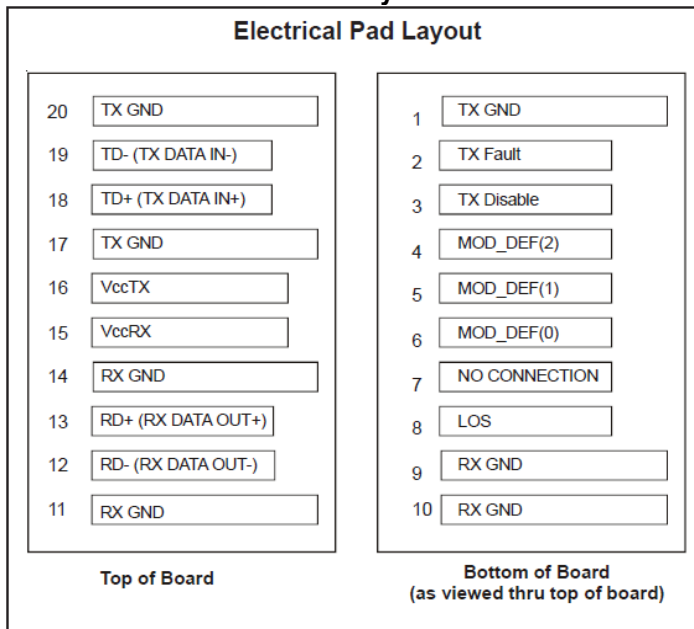 Electrical Pad Layout
20 TX GND
19 TD- (TX DATA IN-)
18 TD+ (TX DATA IN+)
17 TX GND
16 VccTX
15 VccRX
14 RX GND
13 RD+ (RX DATA OUT+)
12 RD- (RX DATA OUT-)
11 RX GND
Top of Board
1 TX GND
2 TX Fault
3 TX Disable
4 MOD_DEF(2)
5 MOD_DEF(1)
6 MOD_DEF(0)
7 NO CONNECTION
8 LOS
9 RX GND
10 RX GND
Bottom of Board
(as viewed thru top of board)